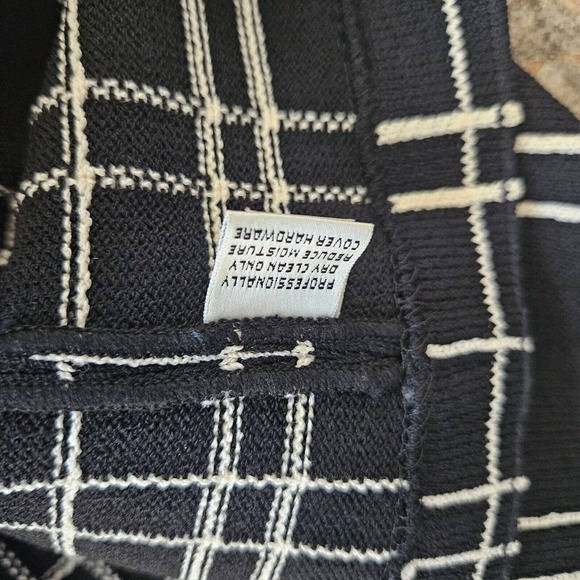 PROFESSIONALLY
DRY CLEAN ONLY
REDUCE MOISTURE
COVER HARDWARE